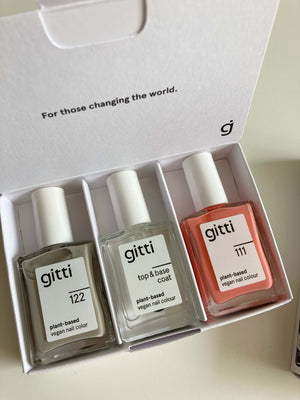 For those changing the world.
gj
gitti
122
plant-based
vegan nail color
gitti
top & base
coat
plant-based
vegan nail colour
gitti
111
plant-based
vegan nail colour